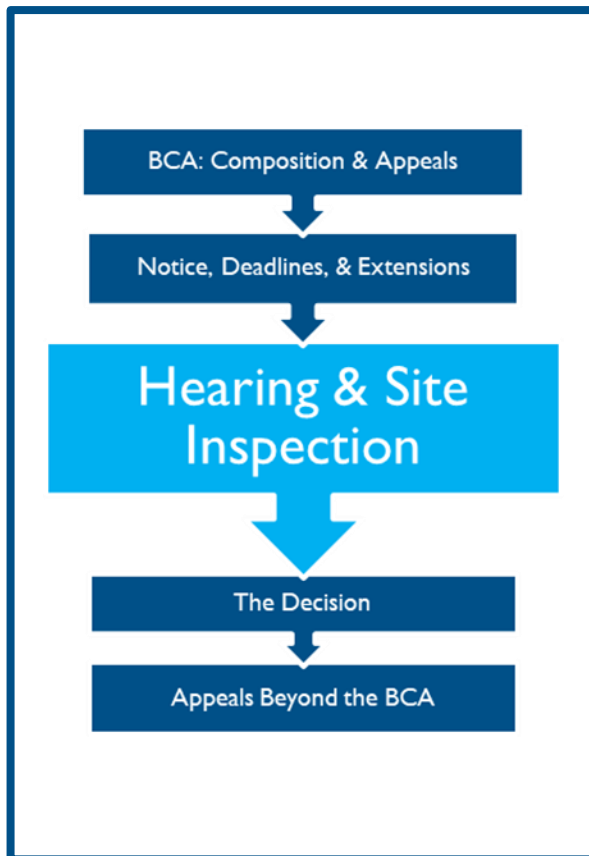 BCA: Composition & Appeals
Notice, Deadlines, & Extensions
Hearing & Site
Inspection
The Decision
Appeals Beyond the BCA